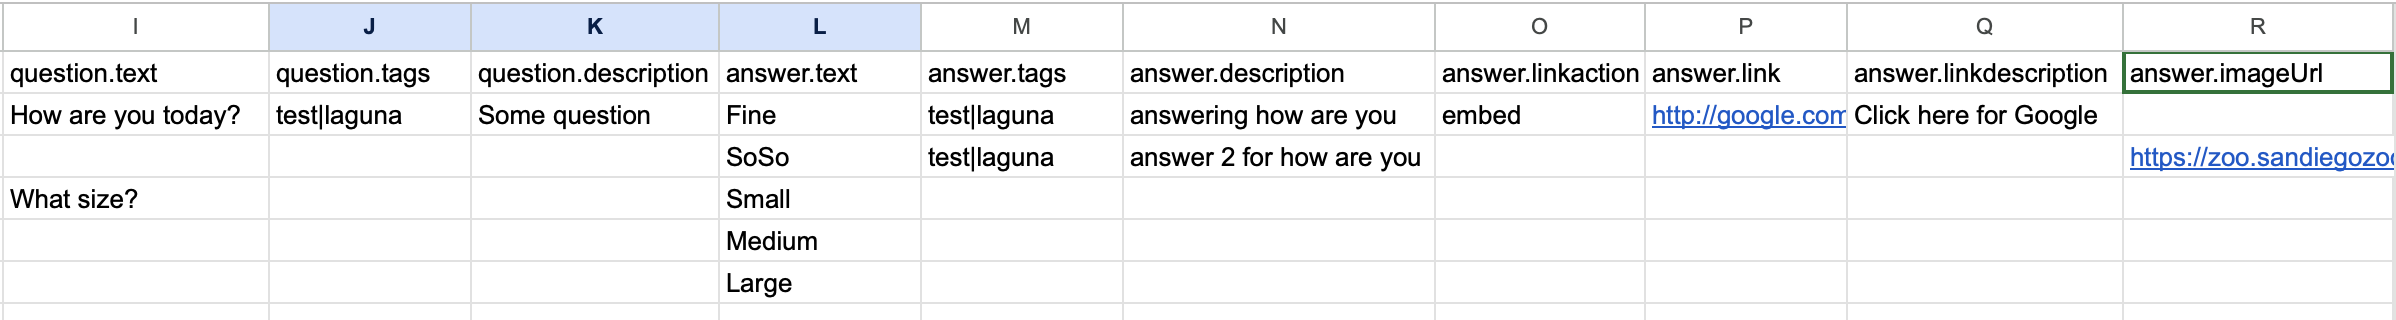 I J K L M N O P Q R
question.text question.tags question.description answer.text answer.tags answer.description answer.linkaction answer.link answer.linkdescription answer.imageUrl
How are you today? test|laguna Some question Fine test|laguna answering how are you embed http://google.com Click here for Google
SoSo test|laguna answer 2 for how are you https://zoo.sandiegozoo
What size? Small
Medium
Large